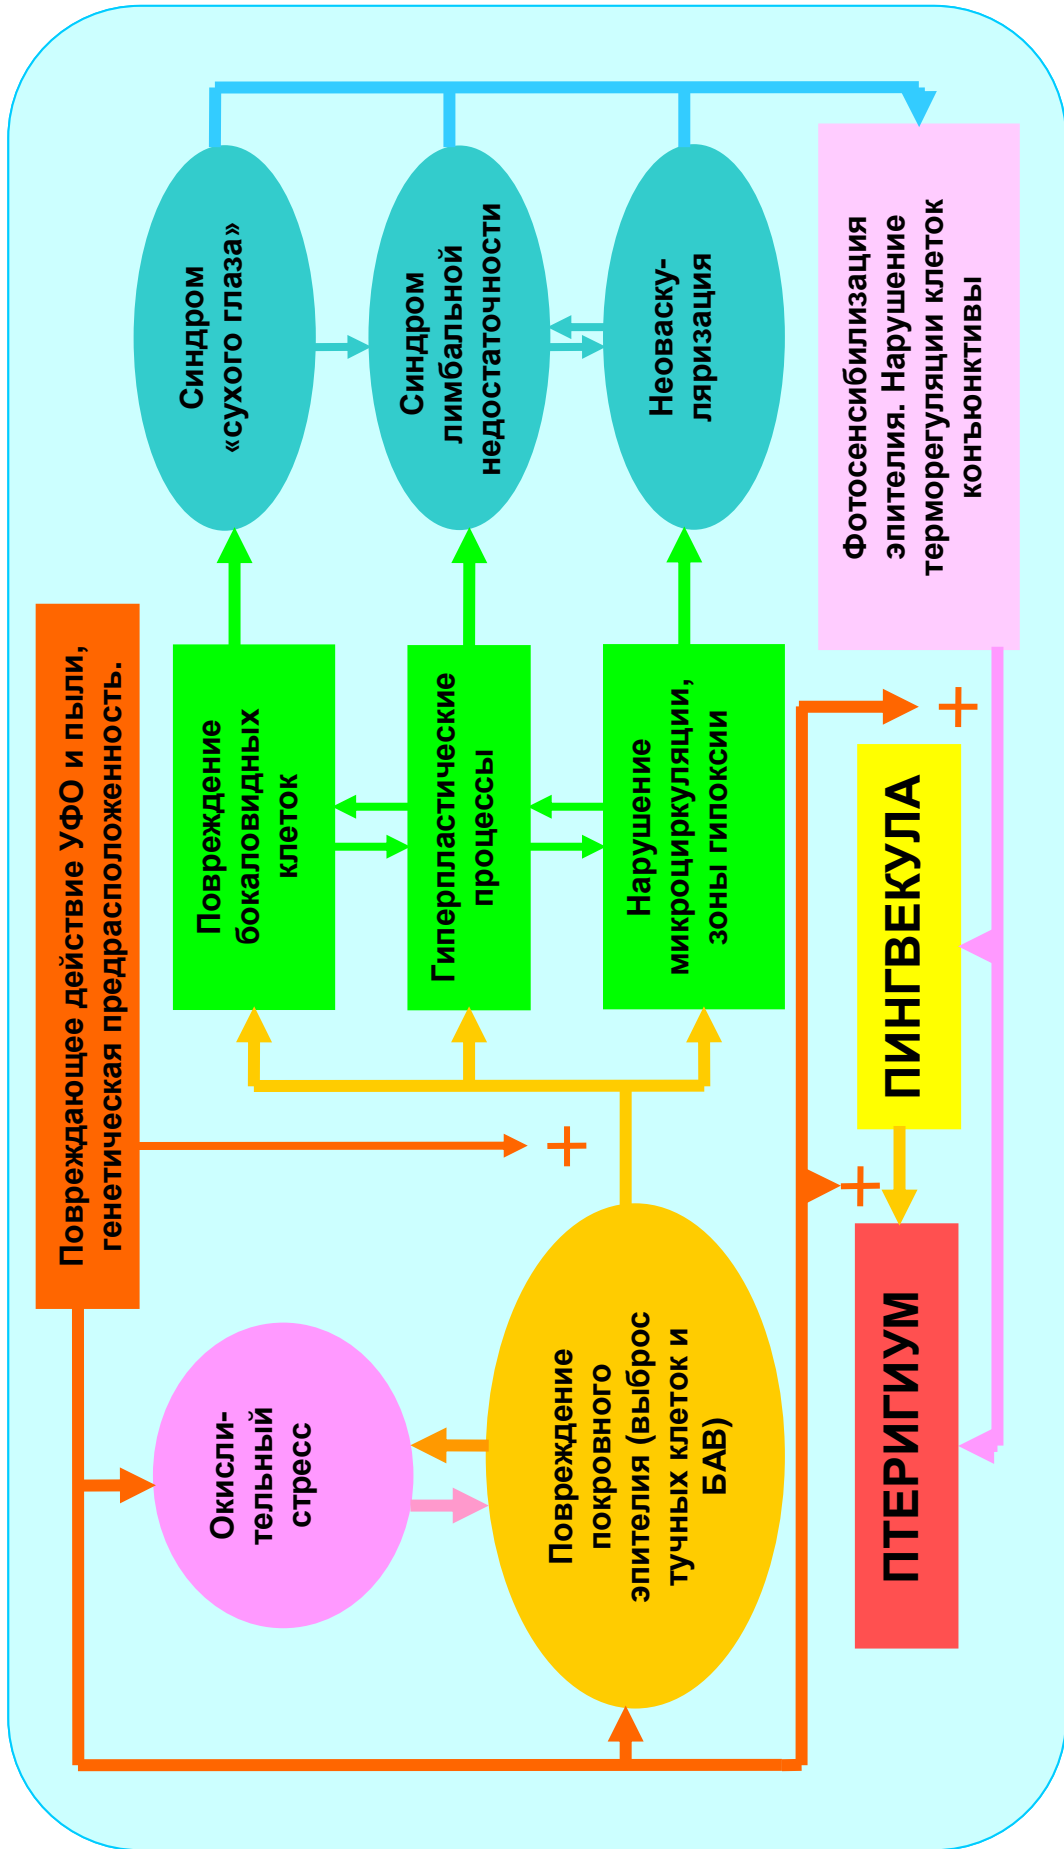 Повреждающее действие УФО и пыли,
генетическая предрасположенность.
Окисли-
тельный
стресс
Повреждение
бокаловидных
клеток
Синдром
«сухого глаза»
Гиперпластические
процессы
Синдром
лимбальной
недостаточности
+
Повреждение
покровного
эпителия (выброс
тучных клеток и
БАВ)
Нарушение
микроциркуляции,
зоны гипоксии
Неоваску-
ляризация
+
+
ПТЕРИГИУМ
ПИНГВЕКУЛА
Фотосенсибилизация
эпителия. Нарушение
терморегуляции клеток
конъюнктивы